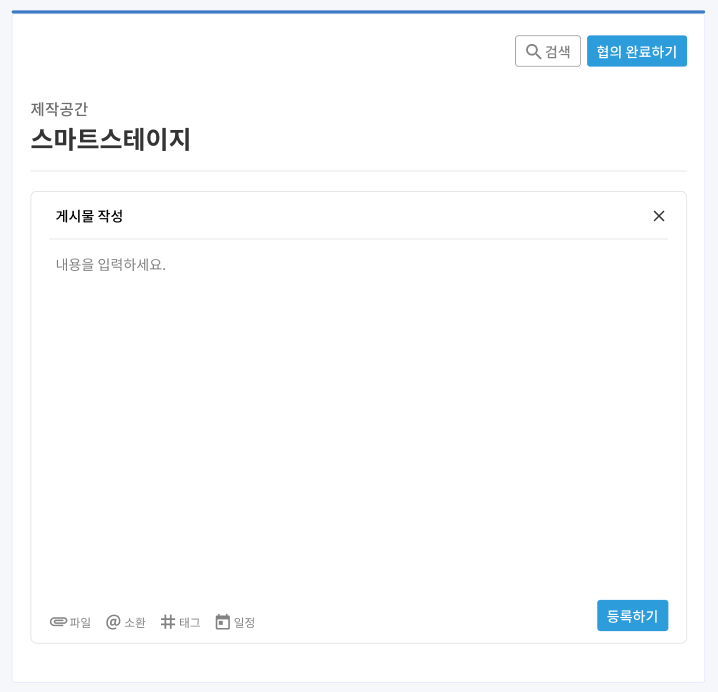 검색 협의 완료하기
제작공간
스마트스테이지
게시물 작성
내용을 입력하세요.
파일 @ 소환 # 태그 일정
등록하기